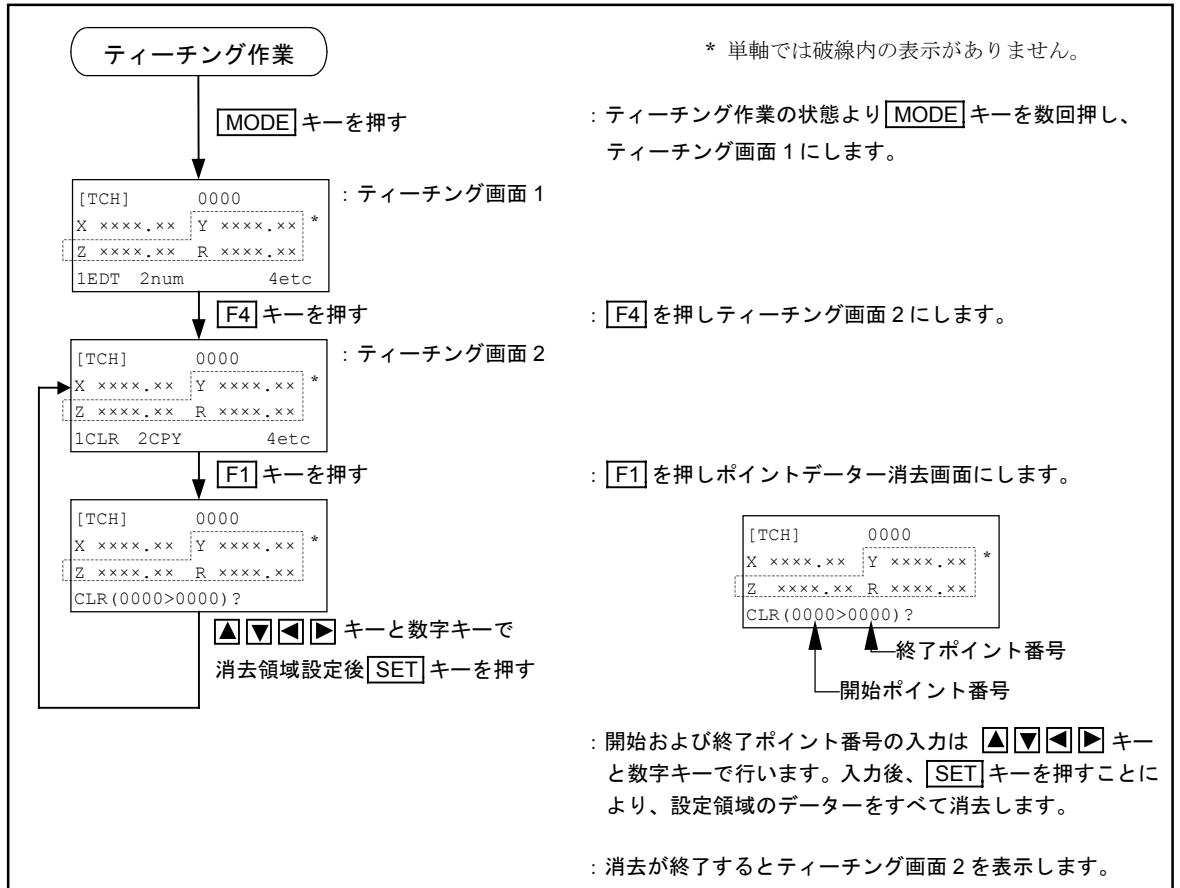 ティーチング作業
* 単軸では破線内の表示がありません。
MODE キーを押す
：ティーチング作業の状態より MODE キーを数回押し、
ティーチング画面１にします。
[TCH] 0000
X ××××.×× Y ××××.×× *
Z ××××.×× R ××××.××
1EDT 2num 4etc
：ティーチング画面１
F4 キーを押す
：F4 を押しティーチング画面２にします。
[TCH] 0000
X ××××.×× Y ××××.×× *
Z ××××.×× R ××××.××
1CLR 2CPY 4etc
：ティーチング画面２
F1 キーを押す
：F1 を押しポイントデーター消去画面にします。
[TCH] 0000
X ××××.×× Y ××××.×× *
Z ××××.×× R ××××.××
CLR(0000>0000)?
▲ ▼ ◀ ▶ キーと数字キーで
消去領域設定後 SET キーを押す
[TCH] 0000
X ××××.×× Y ××××.×× *
Z ××××.×× R ××××.××
CLR(0000>0000)?
終了ポイント番号
開始ポイント番号
：開始および終了ポイント番号の入力は ▲ ▼ ◀ ▶ キー
と数字キーで行います。入力後、SET キーを押すことに
より、設定領域のデーターをすべて消去します。
：消去が終了するとティーチング画面２を表示します。